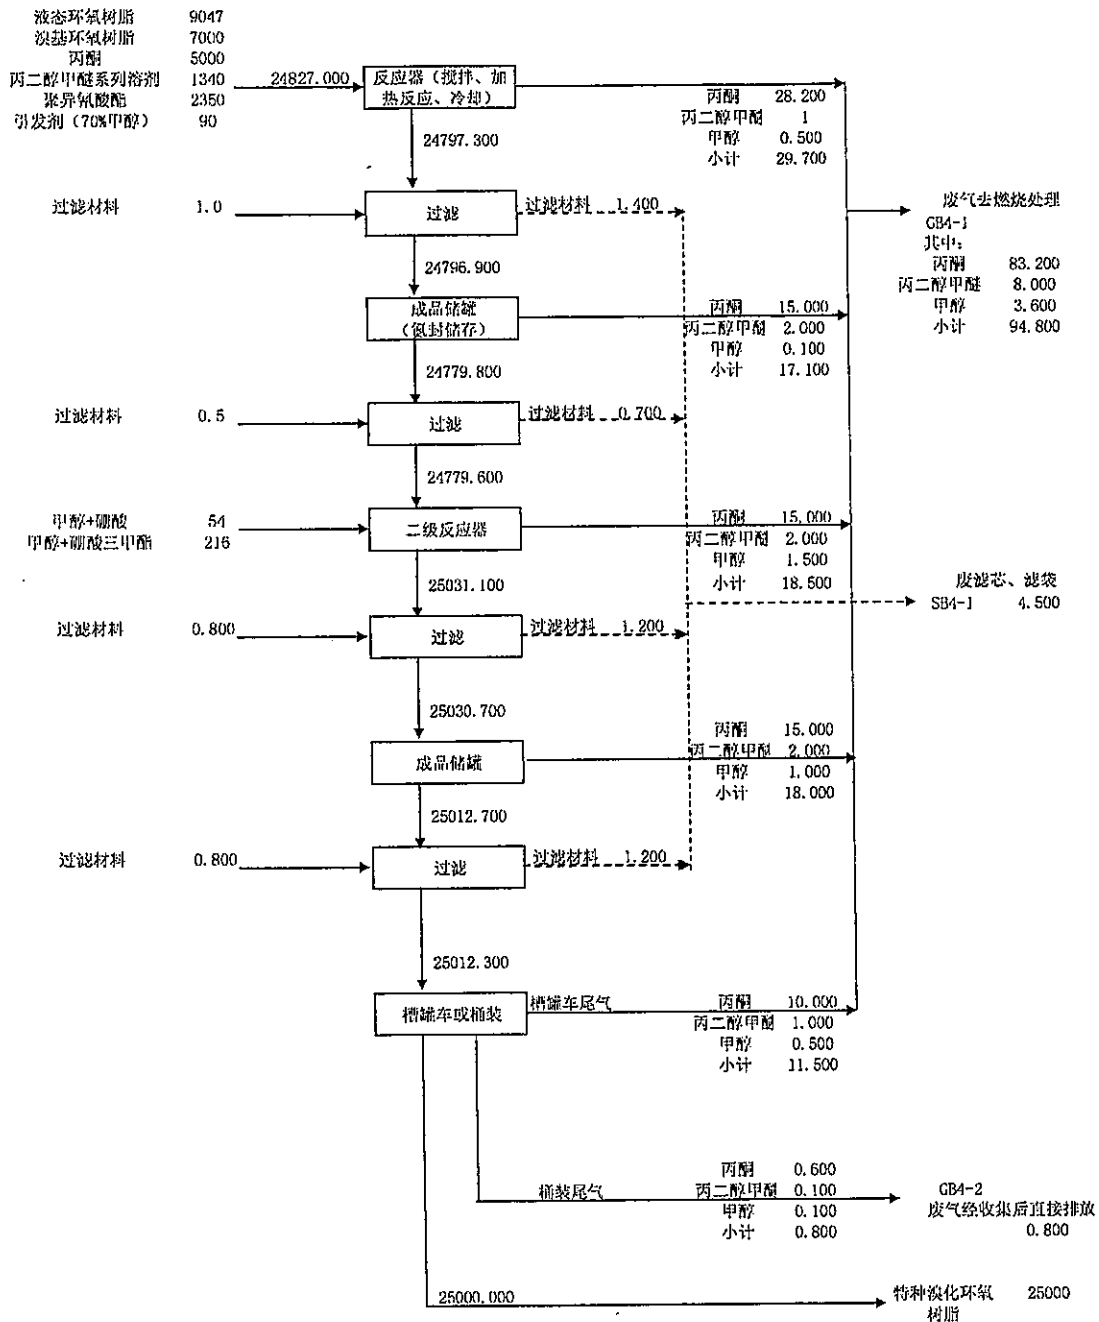 液态环氧树脂 9047
溴基环氧树脂 7000
丙酮 5000
丙二醇甲醚系列溶剂 1340
聚异氰酸酯 2350
引发剂（70%甲醇） 90
24827.000
反应器（搅拌、加
热反应、冷却）
丙酮 28.200
丙二醇甲醚 1
甲醇 0.500
小计 29.700
24797.300
过滤材料 1.0
过滤
过滤材料 1.400
废气去燃烧处理
GB4-1
其中：
丙酮 83.200
丙二醇甲醚 8.000
甲醇 3.600
小计 94.800
24796.900
成品储罐
（氮封储存）
丙酮 15.000
丙二醇甲醚 2.000
甲醇 0.100
小计 17.100
24779.800
过滤材料 0.5
过滤
过滤材料 0.700
24779.600
甲醇+硼酸 54
甲醇+硼酸三甲酯 216
二级反应器
丙酮 15.000
丙二醇甲醚 2.000
甲醇 1.500
小计 18.500
25031.100
废滤芯、滤袋
SB4-1 4.500
过滤材料 0.800
过滤
过滤材料 1.200
25030.700
成品储罐
丙酮 15.000
丙二醇甲醚 2.000
甲醇 1.000
小计 18.000
25012.700
过滤材料 0.800
过滤
过滤材料 1.200
25012.300
槽罐车或桶装
槽罐车尾气
丙酮 10.000
丙二醇甲醚 1.000
甲醇 0.500
小计 11.500
桶装尾气
丙酮 0.600
丙二醇甲醚 0.100
甲醇 0.100
小计 0.800
GB4-2
废气经收集后直接排放
0.800
25000.000
特种溴化环氧 25000
树脂